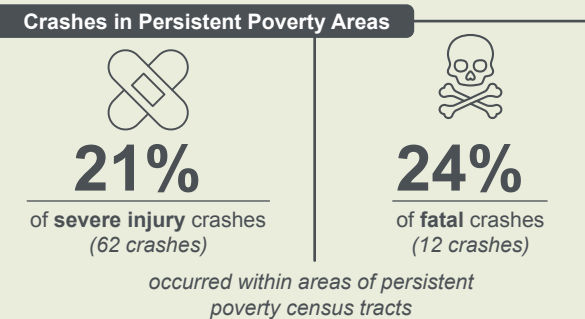 Crashes in Persistent Poverty Areas
21%
of severe injury crashes
(62 crashes)
24%
of fatal crashes
(12 crashes)
occurred within areas of persistent
poverty census tracts